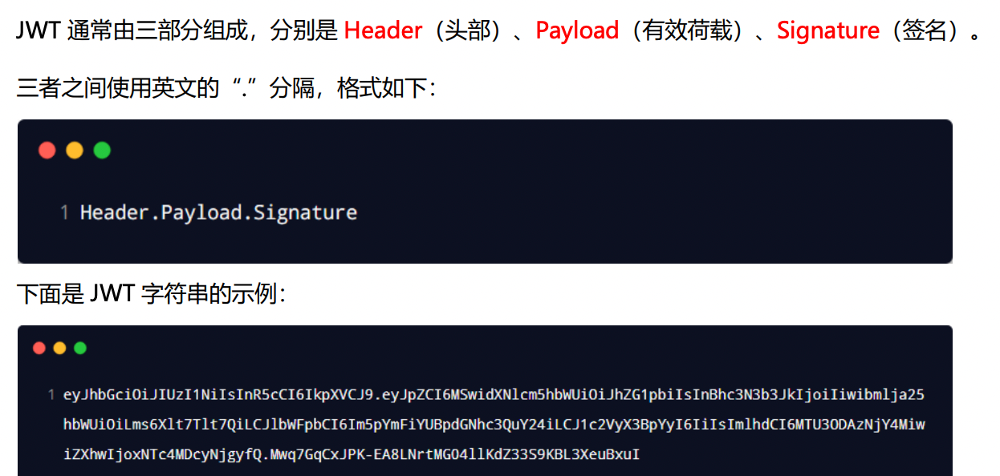 JWT 通常由三部分组成，分别是 Header（头部）、Payload（有效荷载）、Signature（签名）。
三者之间使用英文的“.”分隔，格式如下：
1 Header.Payload.Signature
下面是 JWT 字符串的示例：
1 eyJhbGciOiJIUzI1NiIsInR5cCI6IkpXVCJ9.eyJpZCI6MSwidXNlcm5hbWUiOiJhZG1pbiIsInBhc3N3b3JkIjoiIiwibmlja25
hbWUiOiLms6Xlt7Tlt7QiLCJlbWFpbCI6Im5pYmFiYUBpdGNhc3QuY24iLCJ1c2VyX3BpYyI6IiIsImlhdCI6MTU3ODAzNjY4Miw
iZXhwIjoxNTc4MDcyNjgyfQ.Mwq7GqCxJPK-EA8LNrtMG04llKdZ33S9KBL3XeuBxuI